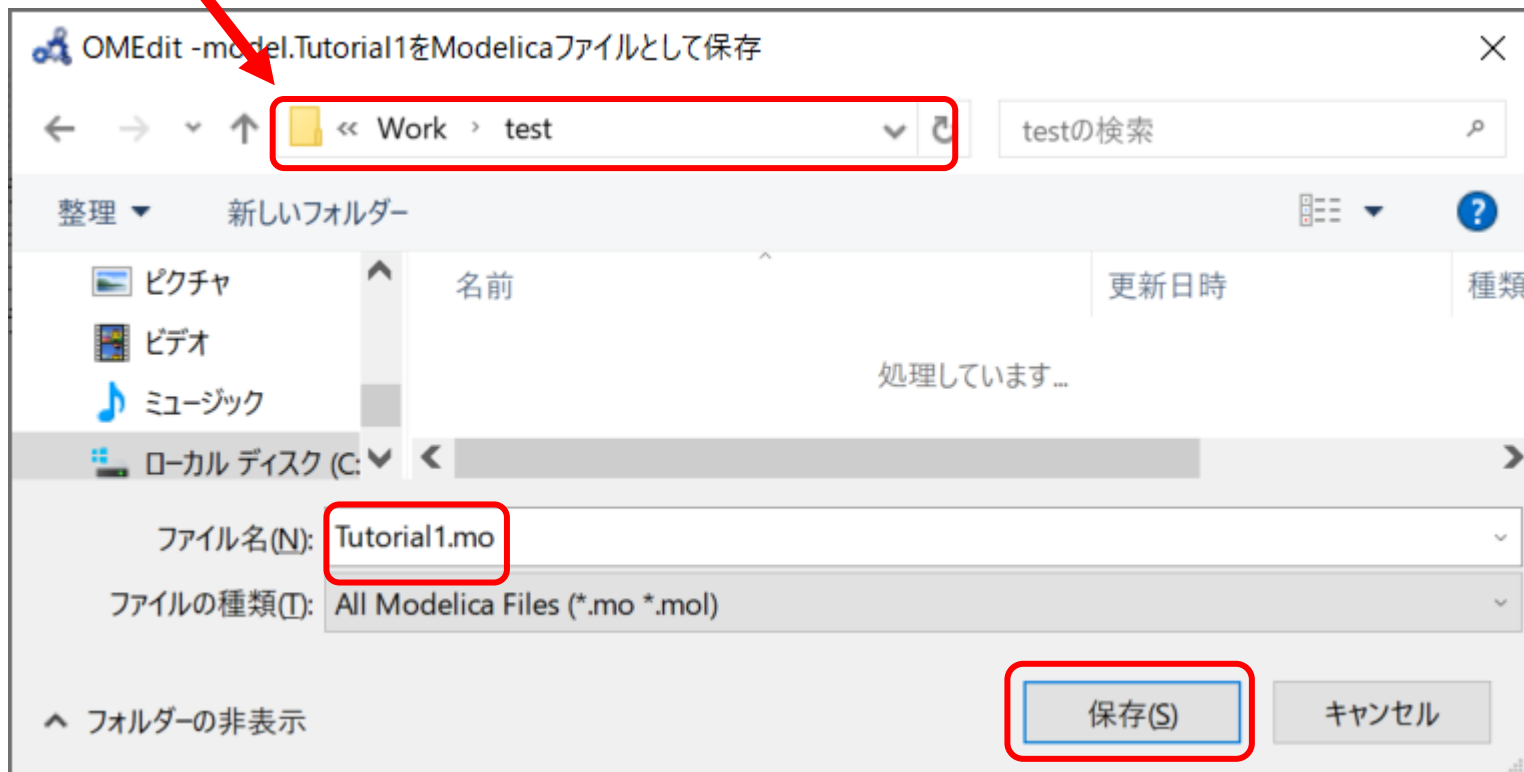 OMEdit -model.Tutorial1をModelicaファイルとして保存
« Work › test
testの検索
整理 新しいフォルダー
ピクチャ
名前 更新日時 種類
ビデオ
処理しています...
ミュージック
ローカル ディスク (C:
ファイル名(N): Tutorial1.mo
ファイルの種類(T): All Modelica Files (*.mo *.mol)
フォルダーの非表示
保存(S) キャンセル